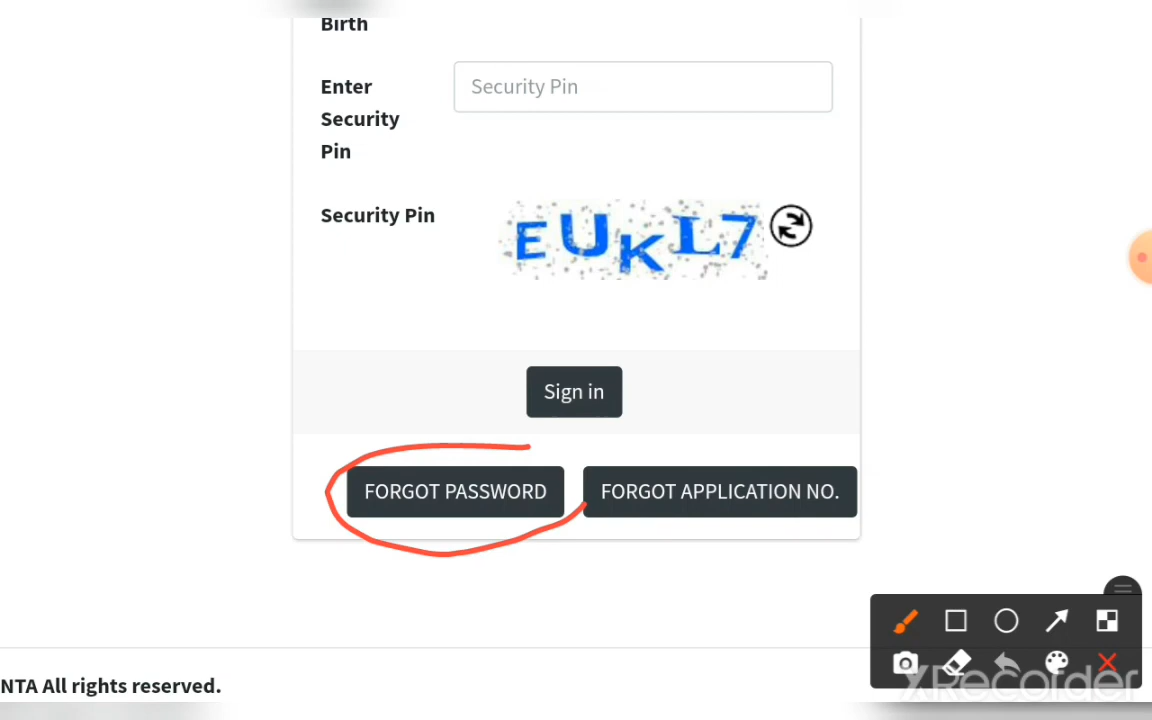 Birth
Enter
Security
Pin
Security Pin
Security Pin
EUKL7
Sign in
FORGOT PASSWORD
FORGOT APPLICATION NO.
NTA All rights reserved.
XRecorder